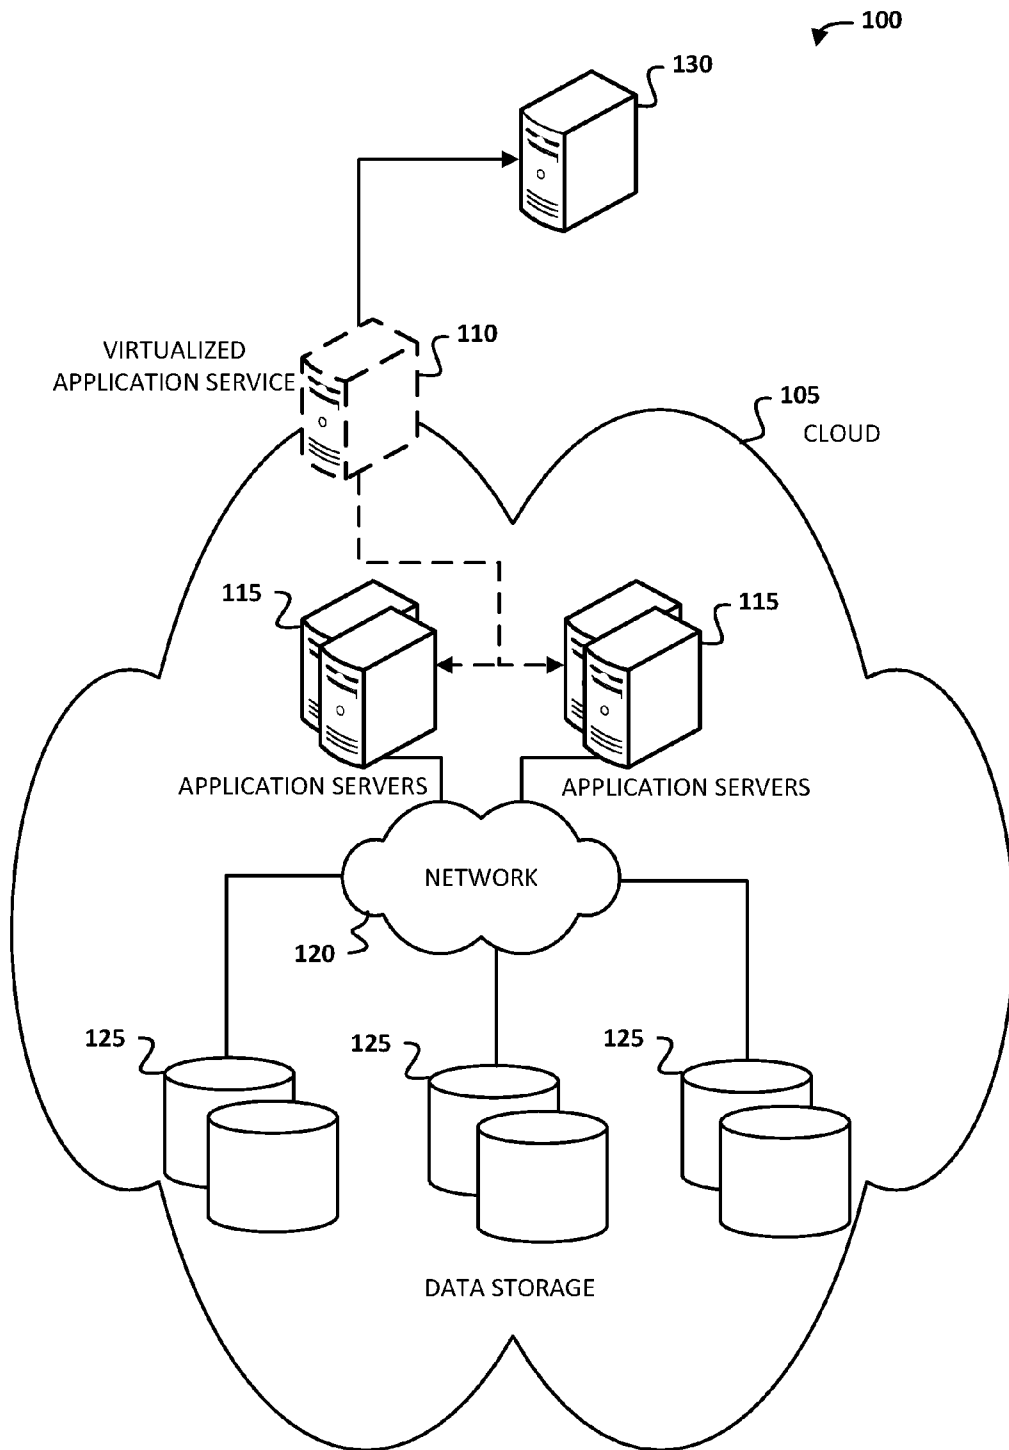 100
130
110
VIRTUALIZED
APPLICATION SERVICE
105
CLOUD
115
115
APPLICATION SERVERS
APPLICATION SERVERS
NETWORK
120
125
125
125
DATA STORAGE